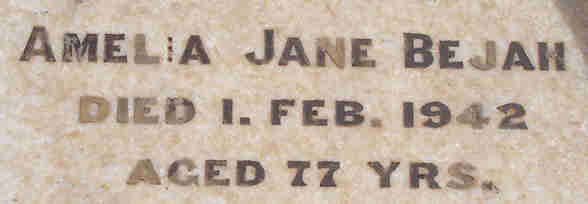 AMELIA JANE BEJAH
DIED 1. FEB. 1942
AGED 77 YRS.